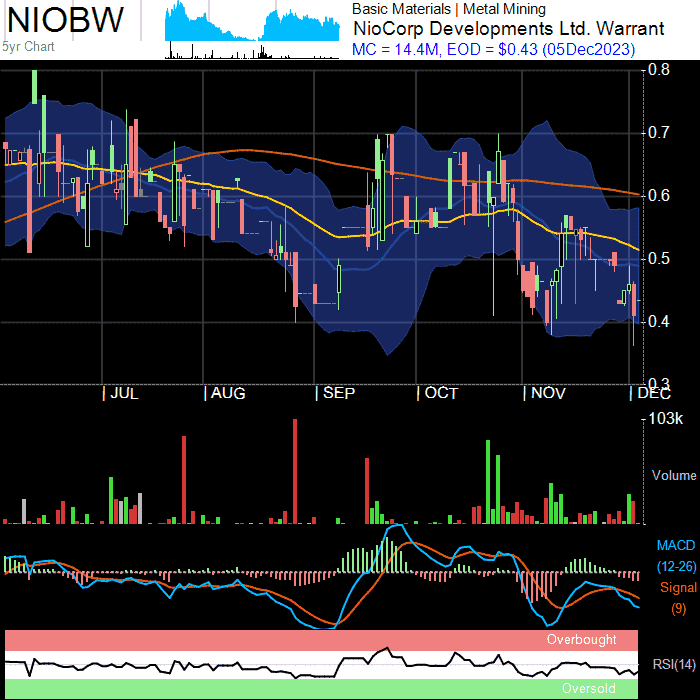 NIOBW
5yr Chart
Basic Materials | Metal Mining
NioCorp Developments Ltd. Warrant
MC = 14.4M, EOD = $0.43 (05Dec2023)
0.8
0.7
0.6
0.5
0.4
0.3
| JUL | AUG | SEP | OCT | NOV | DEC
103k
Volume
MACD
(12-26)
Signal
(9)
Overbought
RSI(14)
Oversold